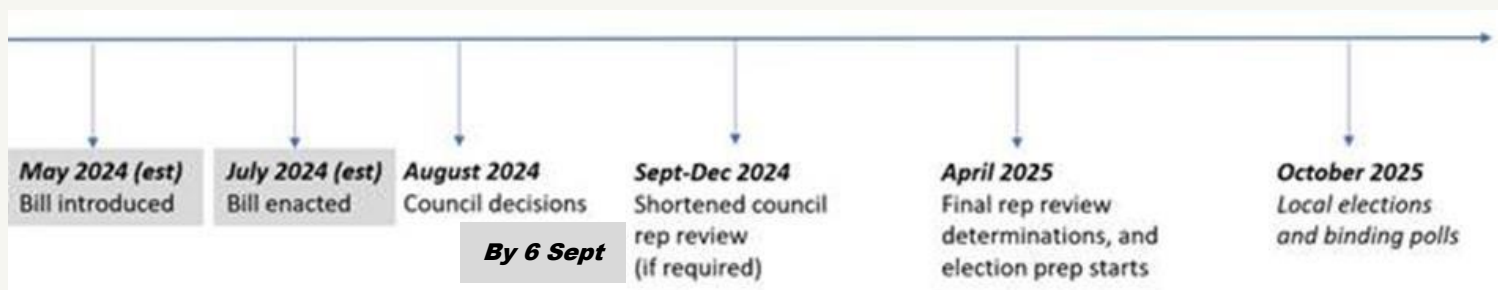 May 2024 (est)
Bill introduced
July 2024 (est)
Bill enacted
August 2024
Council decisions
By 6 Sept
Sept-Dec 2024
Shortened council
rep review
(if required)
April 2025
Final rep review
determinations, and
election prep starts
October 2025
Local elections
and binding polls